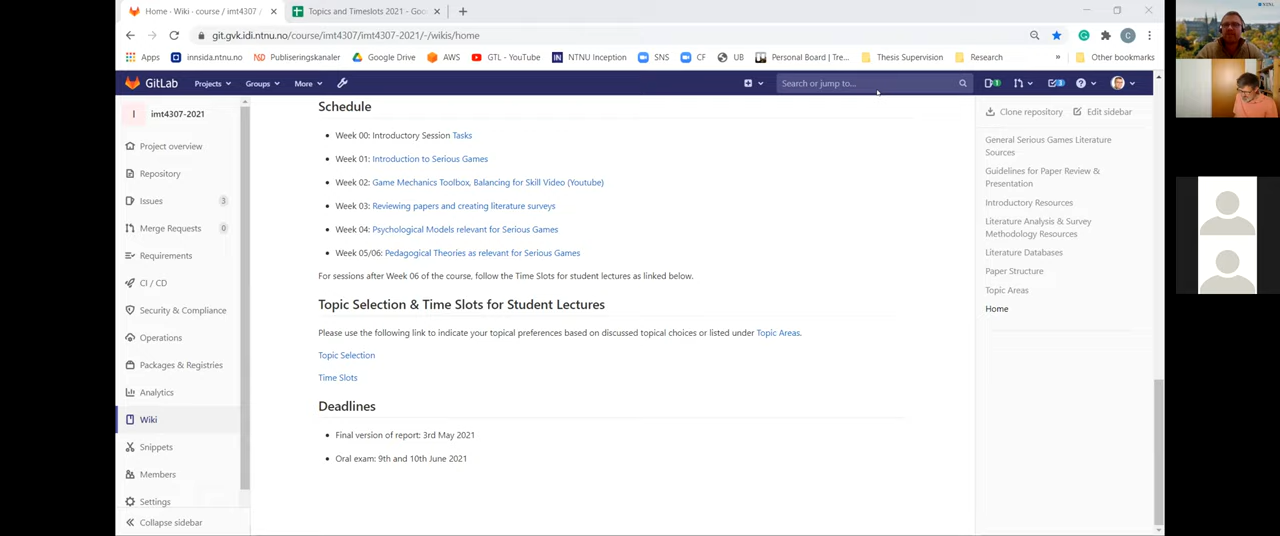 Home · Wiki · course / imt4307 /
Topics and Timeslots 2021 - Goo
git.gvk.idi.ntnu.no/course/imt4307/imt4307-2021/-/wikis/home
Apps
innsida.ntnu.no
Publiseringskanaler
Google Drive
AWS
GTL - YouTube
NTNU Inception
SNS
CF
UB
Personal Board | Tre...
Thesis Supervision
Research
»
Other bookmarks
GitLab
Projects
Groups
More
Search or jump to...
1
3
I
imt4307-2021
Project overview
Repository
Issues
3
Merge Requests
0
Requirements
CI / CD
Security & Compliance
Operations
Packages & Registries
Analytics
Wiki
Snippets
Members
Settings
Collapse sidebar
Schedule
Week 00: Introductory Session Tasks
Week 01: Introduction to Serious Games
Week 02: Game Mechanics Toolbox, Balancing for Skill Video (Youtube)
Week 03: Reviewing papers and creating literature surveys
Week 04: Psychological Models relevant for Serious Games
Week 05/06: Pedagogical Theories as relevant for Serious Games
For sessions after Week 06 of the course, follow the Time Slots for student lectures as linked below.
Topic Selection & Time Slots for Student Lectures
Please use the following link to indicate your topical preferences based on discussed topical choices or listed under Topic Areas.
Topic Selection
Time Slots
Deadlines
Final version of report: 3rd May 2021
Oral exam: 9th and 10th June 2021
Clone repository
Edit sidebar
General Serious Games Literature
Sources
Guidelines for Paper Review &
Presentation
Introductory Resources
Literature Analysis & Survey
Methodology Resources
Literature Databases
Paper Structure
Topic Areas
Home
C
NTNU